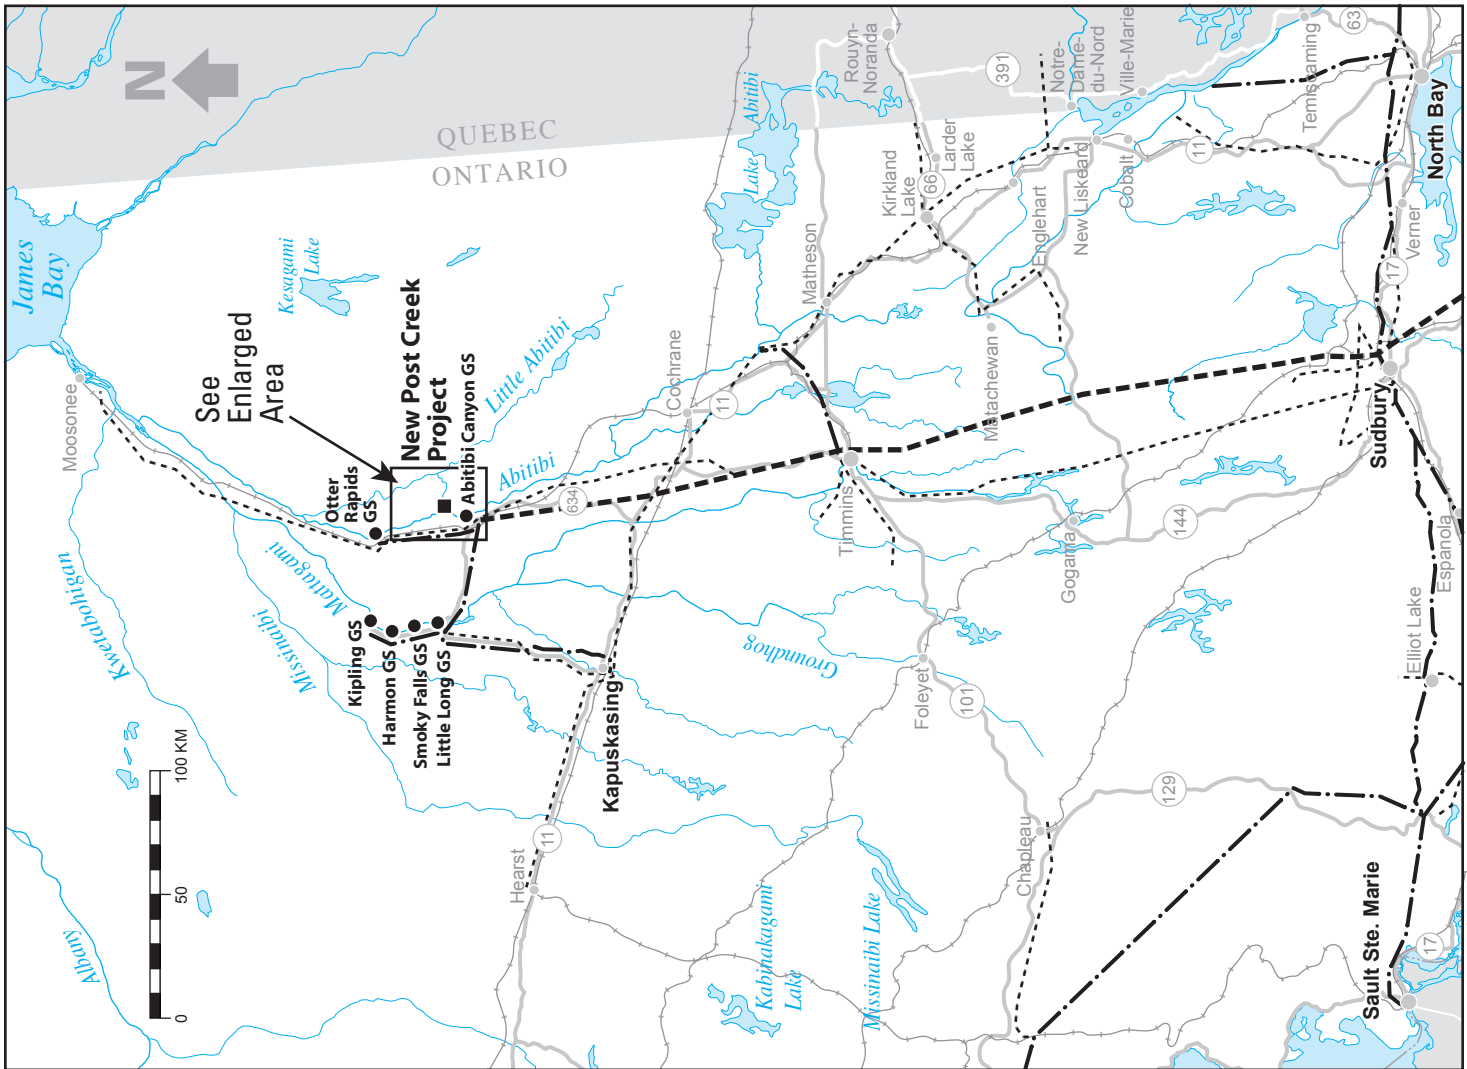 N
QUEBEC
ONTARIO
James
Bay
Moosonee
Kesagami
Lake
See
Enlarged
Area
New Post Creek
Project
Abitibi Canyon GS
Otter
Rapids
GS
Little Abitibi
Abitibi
Lake
Abitibi
Rouyn-
Noranda
391
Notre-
Dame-
du-Nord
Ville-Marie
Temiscaming
63
North Bay
Kirkland
Lake
66
Larder
Lake
Englehart
New Liskeard
Cobalt
11
Verner
17
Matheson
Matachewan
Cochrane
11
634
Timmins
Gogama
144
Sudbury
Espanola
Elliot Lake
Kwetabohigan
Missinaibi
Mattagami
Kipling GS
Harmon GS
Smoky Falls GS
Little Long GS
Kapuskasing
Groundhog
Foleyet
101
129
Chapleau
Hearst
11
Kabinakagami
Lake
Missinaibi Lake
Sault Ste. Marie
17
Albany
0
50
100 KM